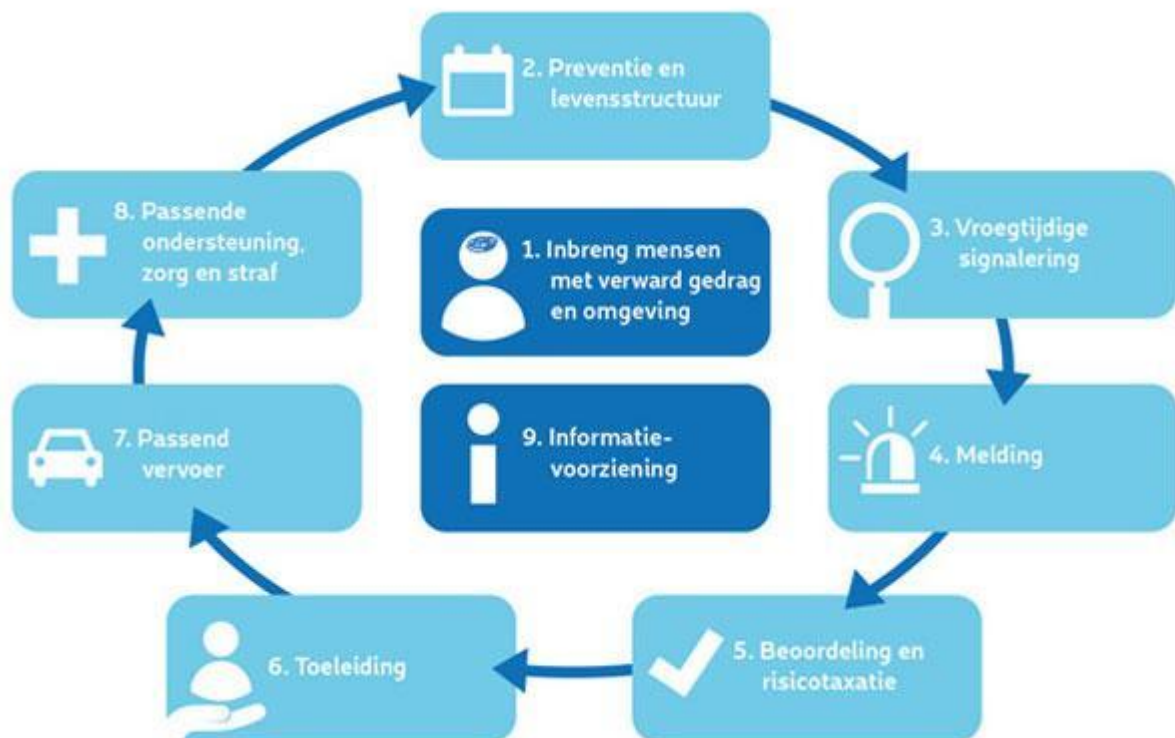 2. Preventie en
levensstructuur
8. Passende
ondersteuning,
zorg en straf
1. Inbreng mensen
met verward gedrag
en omgeving
3. Vroegtijdige
signalering
7. Passend
vervoer
9. Informatie-
voorziening
4. Melding
6. Toeleiding
5. Beoordeling en
risicotaxatie